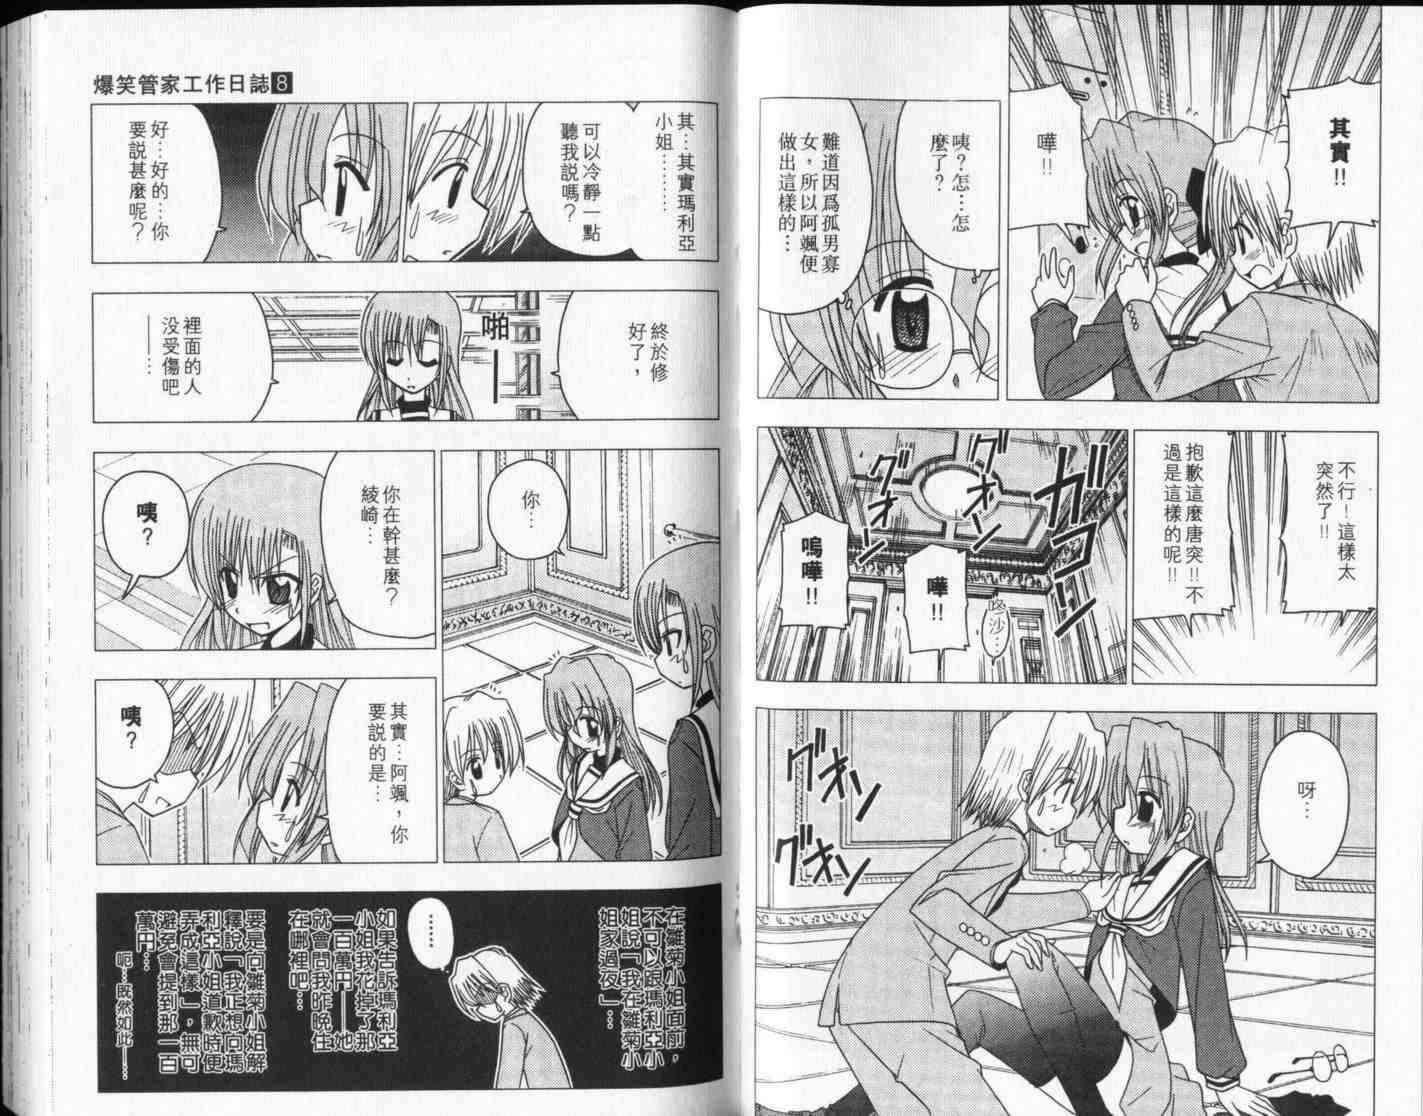 其實!!
嘩!!
咦?怎…怎
麼了?
難道因爲孤男寡
女,所以阿颯便
做出這樣的…
不行!這樣太
突然了!!
抱歉這麼唐突!!不
過是這樣的呢!!
ガクン
グオン
グオン
咚
沙…
嘩!!
嗚
嘩!!
呀…
グオン
グオン
爆笑管家工作日誌8
其…其實瑪利亞
小姐………
可以冷靜一點
聽我説嗎?
好…好的…你
要説甚麼呢?
終於修
好了,
啪
裡面的人
没受傷吧
——…
你…
你在幹甚麼?
綾崎…
咦?
其實…阿颯,你
要説的是…
咦?
在雛菊小姐面前,
不可以跟瑪利亞小
姐説「我在雛菊小
姐家過夜」…
……
如果告訴瑪利亞
小姐我花掉了那
一百萬円——她
就會問我昨晩住
在哪裡吧…
要是向雛菊小姐解
釋説「我正想向瑪
利亞小姐道歉時便
弄成這樣」,無可
避免會提到那一百
萬円…
呃…既然如此——…